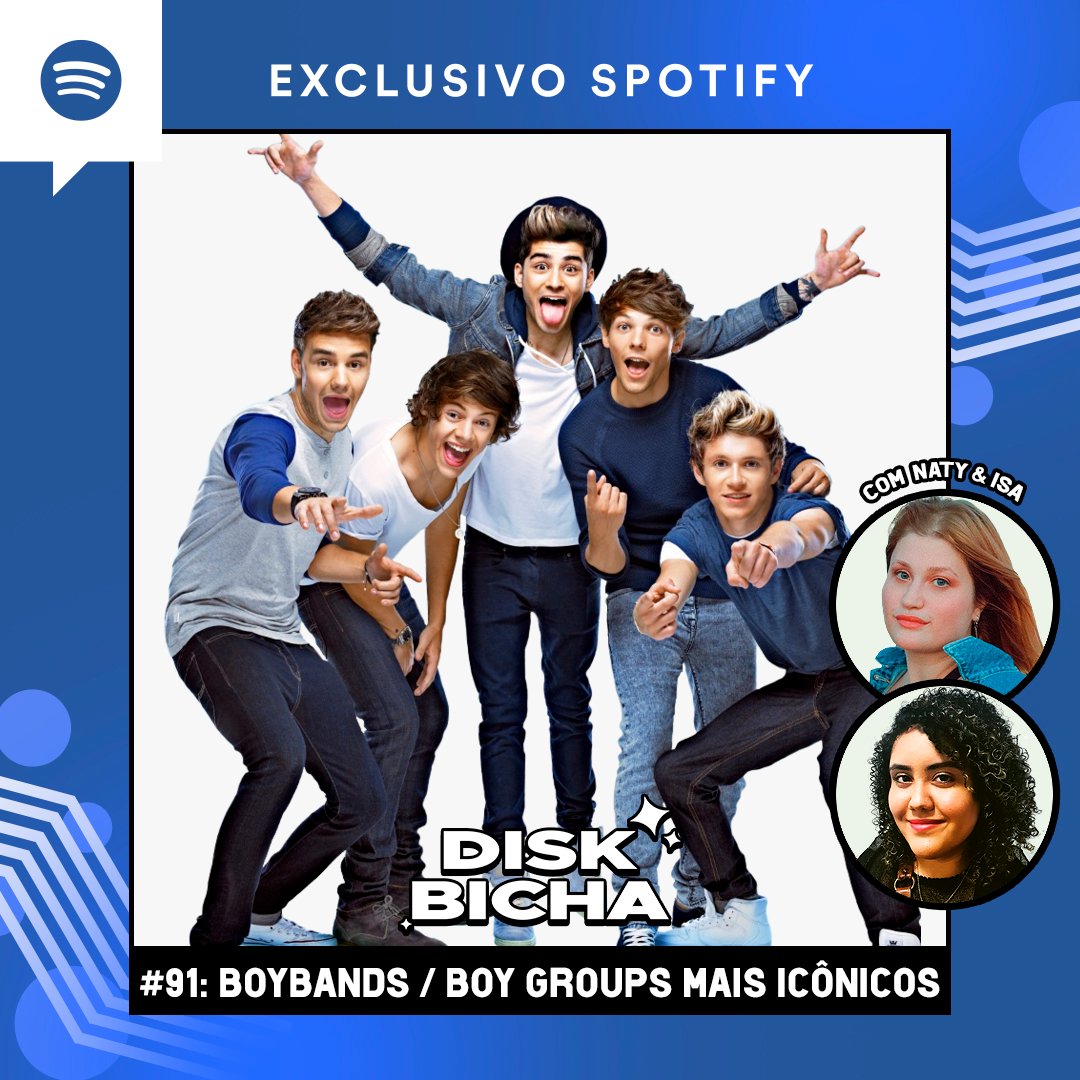 EXCLUSIVO SPOTIFY
COM NATY & ISA
DISK
BICHA
#91: BOYBANDS / BOY GROUPS MAIS ICÔNICOS